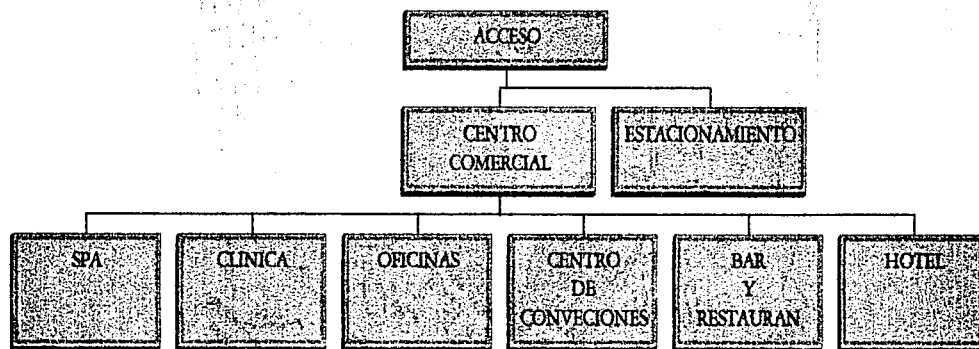 ACCESO
CENTRO
COMERCIAL
ESTACIONAMIENTO
SPA
CLINICA
OFICINAS
CENTRO
DE
CONVECIONES
BAR
Y
RESTAURAN
HOTEL